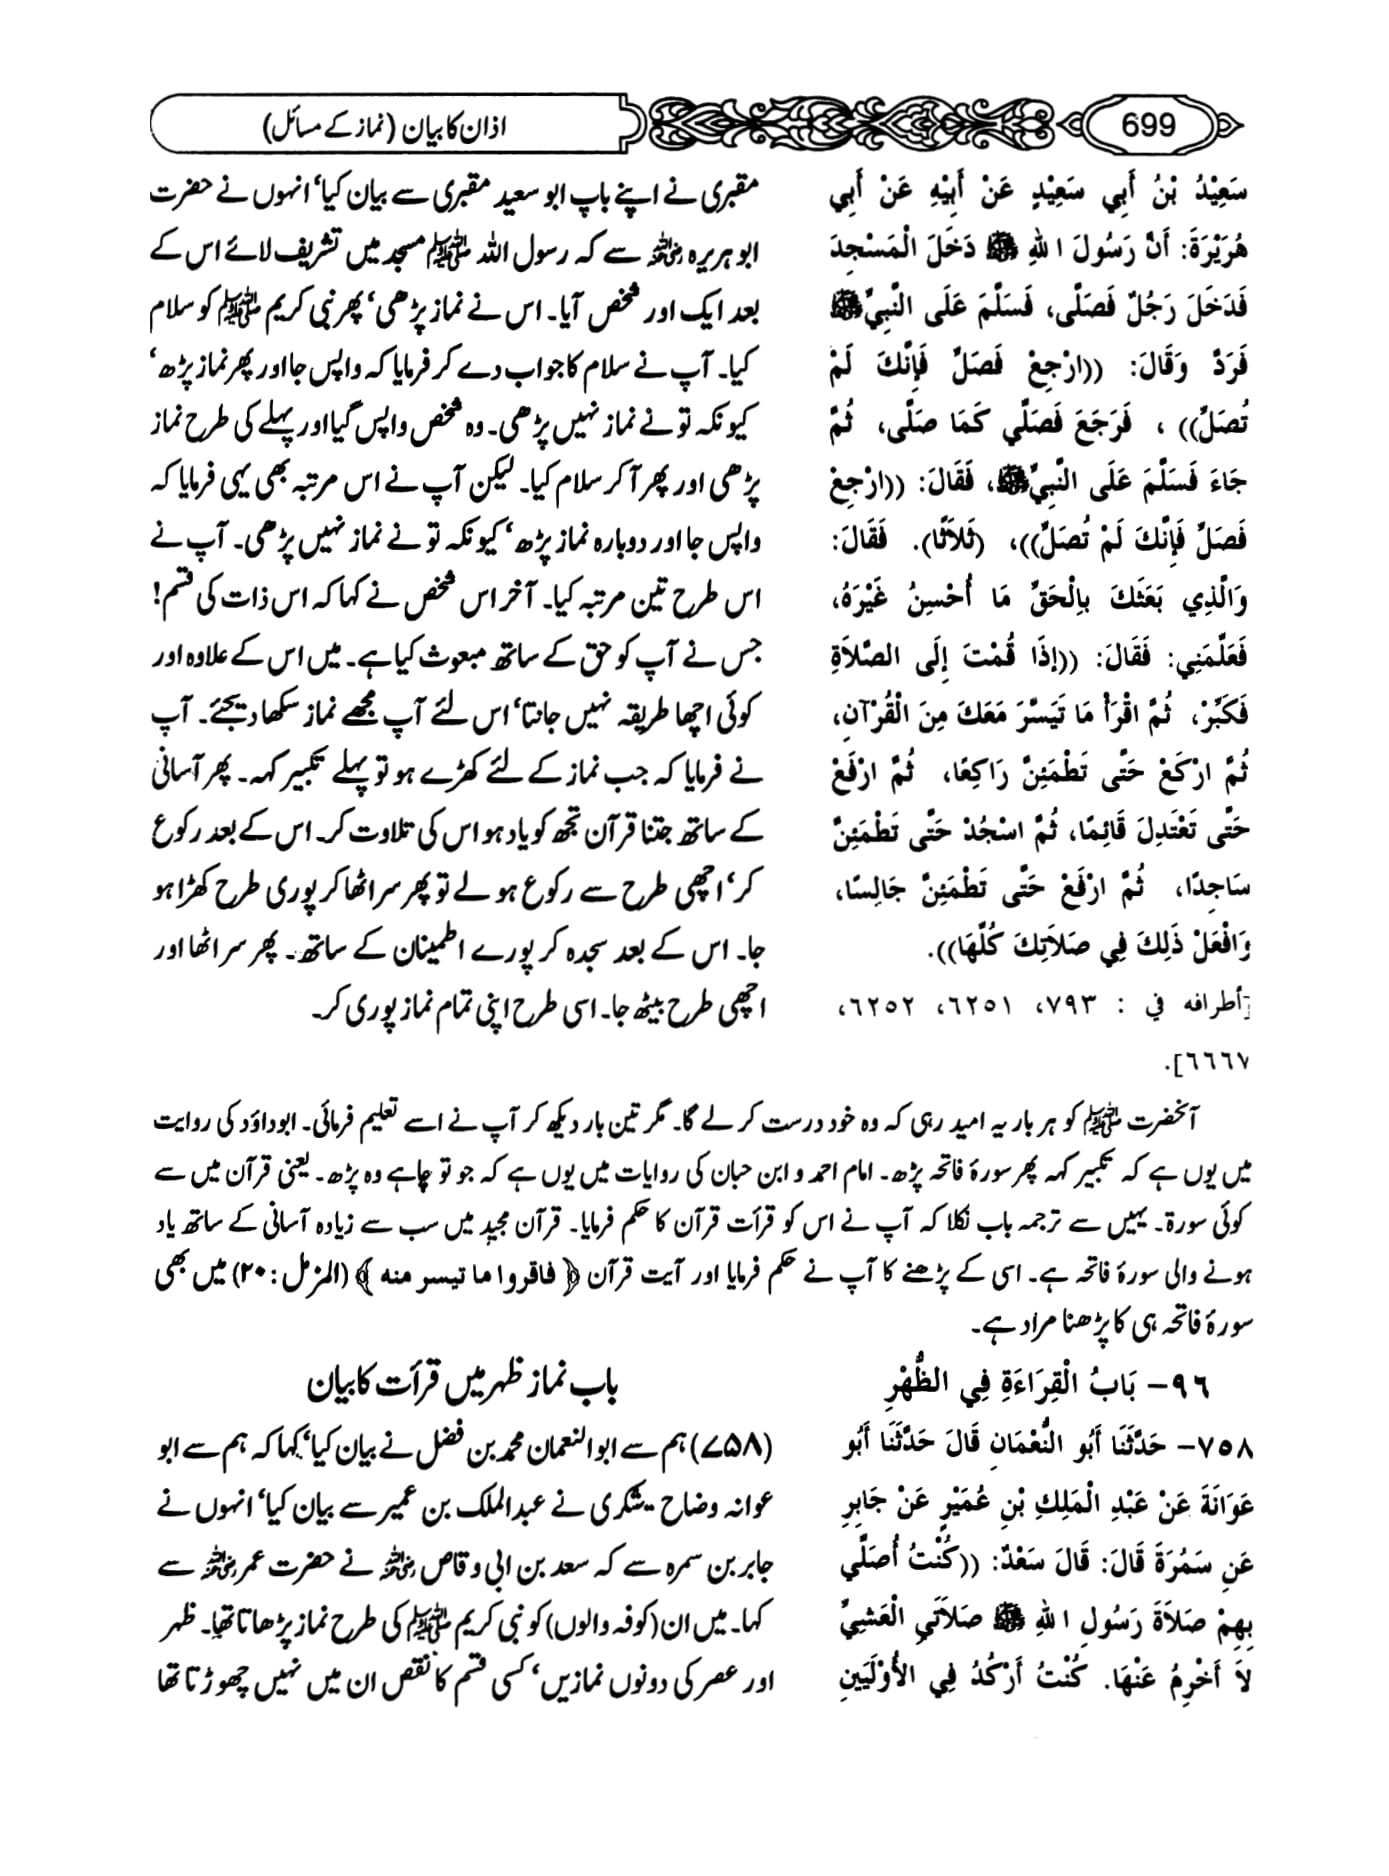 699
اذان کا بیان (نماز کے مسائل)
سَعِيْدُ بْنُ أَبِي سَعِيْدٍ عَنْ أَبِيْهِ عَنْ أَبِي
هُرَيْرَةَ: أَنَّ رَسُولَ اللهِ ﷺ دَخَلَ الْمَسْجِدَ
فَدَخَلَ رَجُلٌ فَصَلَّى، فَسَلَّمَ عَلَى النَّبِيِّ ﷺ
فَرَدَّ وَقَالَ: ((ارْجِعْ فَصَلِّ فَإِنَّكَ لَمْ
تُصَلِّ)) ، فَرَجَعَ فَصَلِّي كَمَا صَلَّى، ثُمَّ
جَاءَ فَسَلَّمَ عَلَى النَّبِيِّ ﷺ، فَقَالَ: ((ارْجِعْ
فَصَلِّ فَإِنَّكَ لَمْ تُصَلِّ))، (ثَلاَثًا). فَقَالَ:
وَالَّذِي بَعَثَكَ بِالْحَقِّ مَا أُحْسِنُ غَيْرَهُ،
فَعَلِّمْنِي: فَقَالَ: ((إِذَا قُمْتَ إِلَى الصَّلاَةِ
فَكَبِّرْ، ثُمَّ اقْرَأْ مَا تَيَسَّرَ مَعَكَ مِنَ الْقُرْآنِ،
ثُمَّ ارْكَعْ حَتَّى تَطْمَئِنَّ رَاكِعًا، ثُمَّ ارْفَعْ
حَتَّى تَعْتَدِلَ قَائِمًا، ثُمَّ اسْجُدْ حَتَّى تَطْمَئِنَّ
سَاجِدًا، ثُمَّ ارْفَعْ حَتَّى تَطْمَئِنَّ جَالِسًا،
وَافْعَلْ ذَلِكَ فِي صَلاَتِكَ كُلِّهَا)).
[أطرافه في : ٧٩٣، ٦٢٥١، ٦٢٥٢،
٦٦٦٧].
مقبری نے اپنے باپ ابو سعید مقبری سے بیان کیا‘ انہوں نے حضرت
ابو ہریرہ رضی اللہ عنہ سے کہ رسول اللہ ﷺ مسجد میں تشریف لائے اس کے
بعد ایک اور شخص آیا۔ اس نے نماز پڑھی‘ پھر نبی کریم ﷺ کو سلام
کیا۔ آپ نے سلام کا جواب دے کر فرمایا کہ واپس جا اور پھر نماز پڑھ‘
کیونکہ تو نے نماز نہیں پڑھی۔ وہ شخص واپس گیا اور پہلے کی طرح نماز
پڑھی اور پھر آکر سلام کیا۔ لیکن آپ نے اس مرتبہ بھی یہی فرمایا کہ
واپس جا اور دوبارہ نماز پڑھ‘ کیونکہ تو نے نماز نہیں پڑھی۔ آپ نے
اس طرح تین مرتبہ کیا۔ آخر اس شخص نے کہا کہ اس ذات کی قسم!
جس نے آپ کو حق کے ساتھ مبعوث کیا ہے۔ میں اس کے علاوہ اور
کوئی اچھا طریقہ نہیں جانتا‘ اس لئے آپ مجھے نماز سکھا دیجئے۔ آپ
نے فرمایا کہ جب نماز کے لئے کھڑے ہو تو پہلے تکبیر کہہ۔ پھر آسانی
کے ساتھ جتنا قرآن تجھ کو یاد ہو اس کی تلاوت کر۔ اس کے بعد رکوع
کر‘ اچھی طرح سے رکوع ہولے تو پھر سر اٹھا کر پوری طرح کھڑا ہو
جا۔ اس کے بعد سجدہ کر پورے اطمینان کے ساتھ۔ پھر سر اٹھا اور
اچھی طرح بیٹھ جا۔ اسی طرح اپنی تمام نماز پوری کر۔
آنحضرت ﷺ کو ہر بار یہ امید رہی کہ وہ خود درست کر لے گا۔ مگر تین بار دیکھ کر آپ نے اسے تعلیم فرمائی۔ ابوداؤد کی روایت
میں یوں ہے کہ تکبیر کہہ پھر سورۂ فاتحہ پڑھ۔ امام احمد و ابن حبان کی روایات میں یوں ہے کہ جو تو چاہے وہ پڑھ۔ یعنی قرآن میں سے
کوئی سورۃ۔ یہیں سے ترجمہ باب نکلا کہ آپ نے اس کو قرأت قرآن کا حکم فرمایا۔ قرآن مجید میں سب سے زیادہ آسانی کے ساتھ یاد
ہونے والی سورۂ فاتحہ ہے۔ اسی کے پڑھنے کا آپ نے حکم فرمایا اور آیت قرآن ﴿ فاقروا ما تیسر منه ﴾ (المزمل : ۲۰) میں بھی
سورۂ فاتحہ ہی کا پڑھنا مراد ہے۔
٩٦- بَابُ الْقِرَاءَةِ فِي الظُّهْرِ
باب نماز ظہر میں قرأت کا بیان
٧٥٨- حَدَّثَنَا أَبُو النُّعْمَانِ قَالَ حَدَّثَنَا أَبُو
عَوَانَةَ عَنْ عَبْدِ الْمَلِكِ بْنِ عُمَيْرٍ عَنْ جَابِرِ
عَنِ سَمُرَةَ قَالَ: قَالَ سَعْدٌ: ((كُنْتُ أُصَلِّي
بِهِمْ صَلاَةَ رَسُولِ اللهِ ﷺ صَلاَتَيِ الْعَشِيِّ
لاَ أَخْرِمُ عَنْهَا. كُنْتُ أَرْكُدُ فِي الأُوْلَيَينِ
(۷۵۸) ہم سے ابو النعمان محمد بن فضل نے بیان کیا‘ کہا کہ ہم سے ابو
عوانہ وضاح یشکری نے عبدالملک بن عمیر سے بیان کیا‘ انہوں نے
جابر بن سمرہ سے کہ سعد بن ابی وقاص رضی اللہ عنہ نے حضرت عمر رضی اللہ عنہ سے
کہا۔ میں ان (کوفہ والوں) کو نبی کریم ﷺ کی طرح نماز پڑھاتا تھا۔ ظہر
اور عصر کی دونوں نمازیں‘ کسی قسم کا نقص ان میں نہیں چھوڑتا تھا